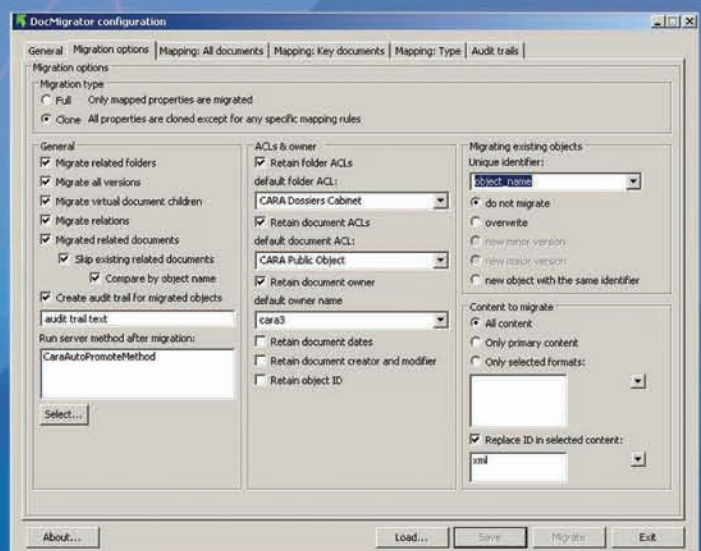 DocMigrator configuration
General Migration options Mapping: All documents Mapping: Key documents Mapping: Type Audit trails
Migration options
Migration type
Full Only mapped properties are migrated
Clone All properties are cloned except for any specific mapping rules
General
Migrate related folders
Migrate all versions
Migrate virtual document children
Migrate relations
Migrated related documents
Skip existing related documents
Compare by object name
Create audit trail for migrated objects
audit trail text
Run server method after migration:
CaraAutoPromoteMethod
Select...
ACLs & owner
Retain folder ACLs
default folder ACL:
CARA Dossiers Cabinet
Retain document ACLs
default document ACL:
CARA Public Object
Retain document owner
default owner name
cara3
Retain document dates
Retain document creator and modifier
Retain object ID
Migrating existing objects
Unique identifier:
object_name
do not migrate
overwrite
new minor version
new major version
new object with the same identifier
Content to migrate
All content
Only primary content
Only selected formats:
Replace ID in selected content:
xml
About... Load... Save Migrate Exit